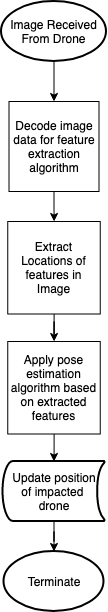 Image Received
From Drone
Decode image
data for feature
extraction
algorithm
Extract
Locations of
features in
Image
Apply pose
estimation
algorithm based
on extracted
features
Update position
of impacted
drone
Terminate